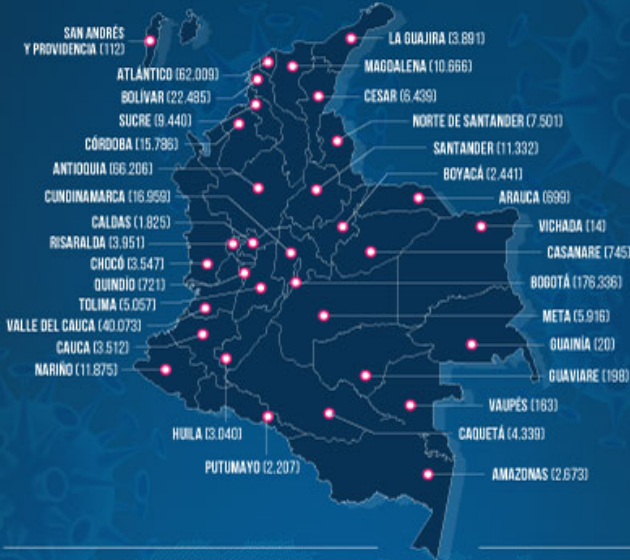 SAN ANDRÉS
Y PROVIDENCIA (112)
ATLÁNTICO (62.009)
BOLÍVAR (22.485)
SUCRE (9.440)
CÓRDOBA (15.786)
ANTIOQUIA (66.206)
CUNDINAMARCA (16.959)
CALDAS (1.825)
RISARALDA (3.951)
CHOCÓ (3.547)
QUINDÍO (721)
TOLIMA (5.057)
VALLE DEL CAUCA (40.073)
CAUCA (3.512)
NARIÑO (11.875)
HUILA (3.040)
PUTUMAYO (2.207)
LA GUAJIRA (3.891)
MAGDALENA (10.666)
CESAR (6.439)
NORTE DE SANTANDER (7.501)
SANTANDER (11.332)
BOYACÁ (2.441)
ARAUCA (699)
VICHADA (14)
CASANARE (745)
BOGOTÁ (176.336)
META (5.916)
GUAINÍA (20)
GUAVIARE (198)
VAUPÉS (163)
CAQUETÁ (4.339)
AMAZONAS (2.673)